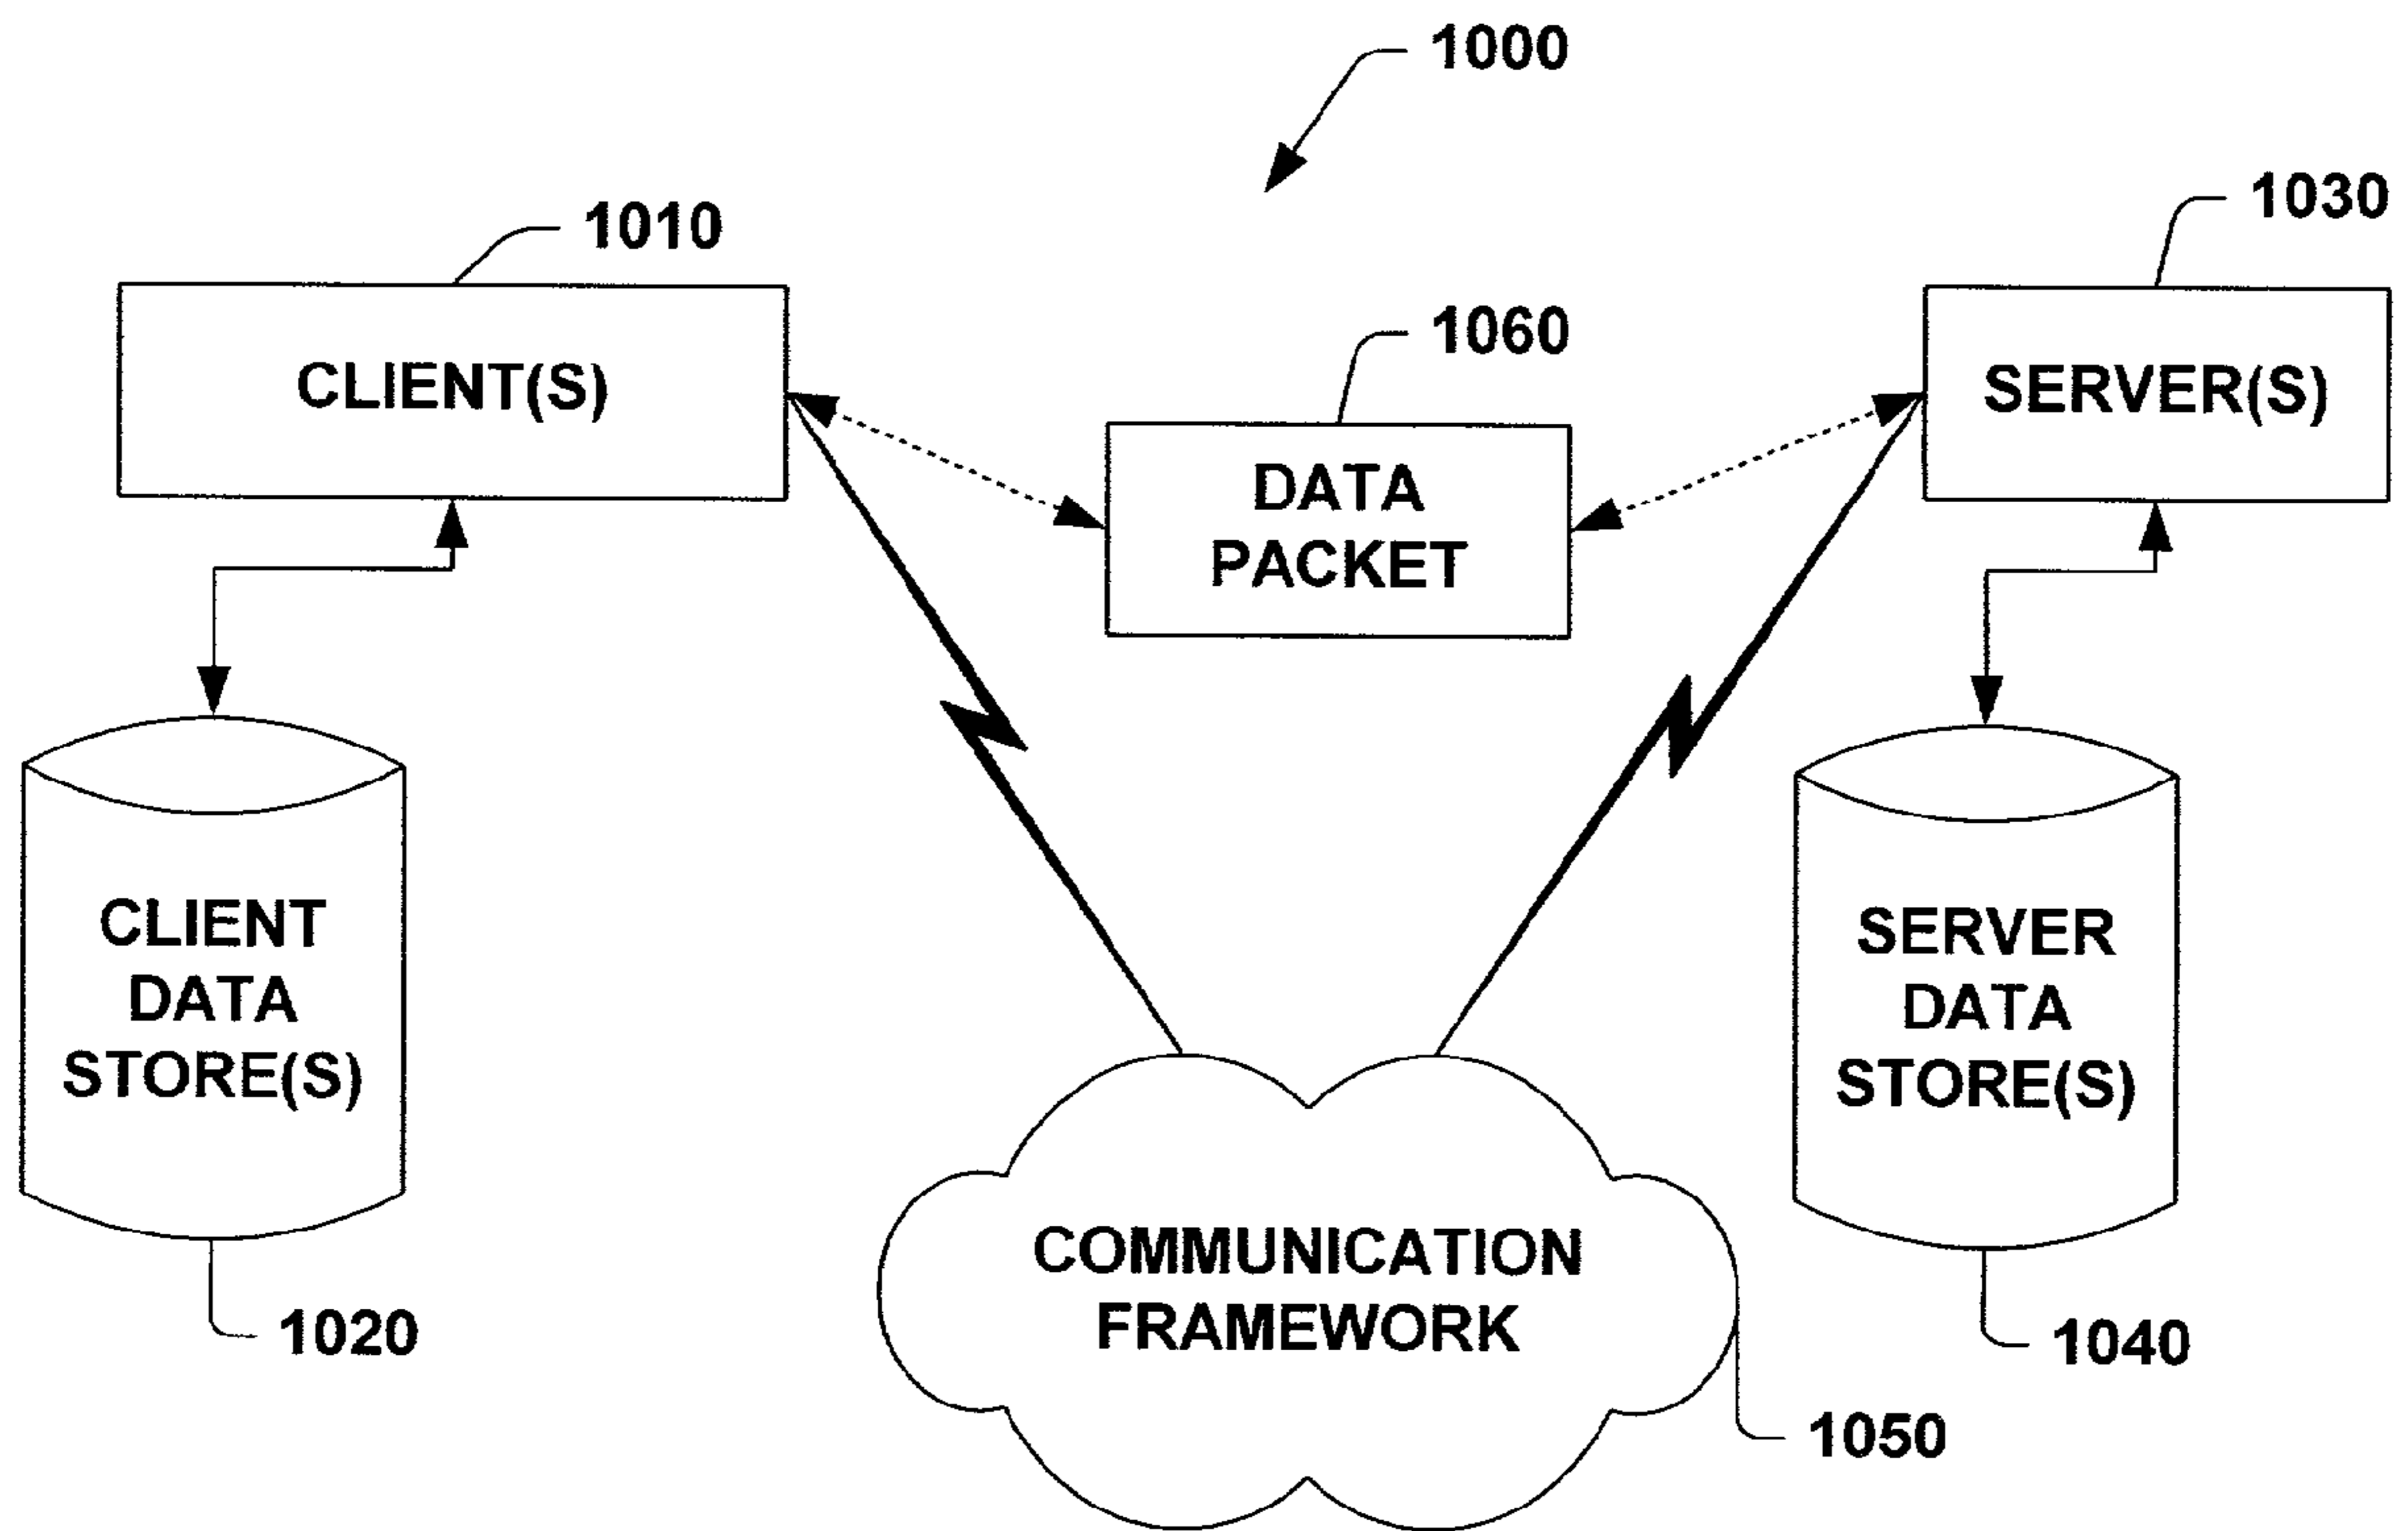 1000
1010
1030
1060
CLIENT(S)
SERVER(S)
DATA
PACKET
CLIENT
DATA
STORE(S)
SERVER
DATA
STORE(S)
COMMUNICATION
FRAMEWORK
1020
1040
1050